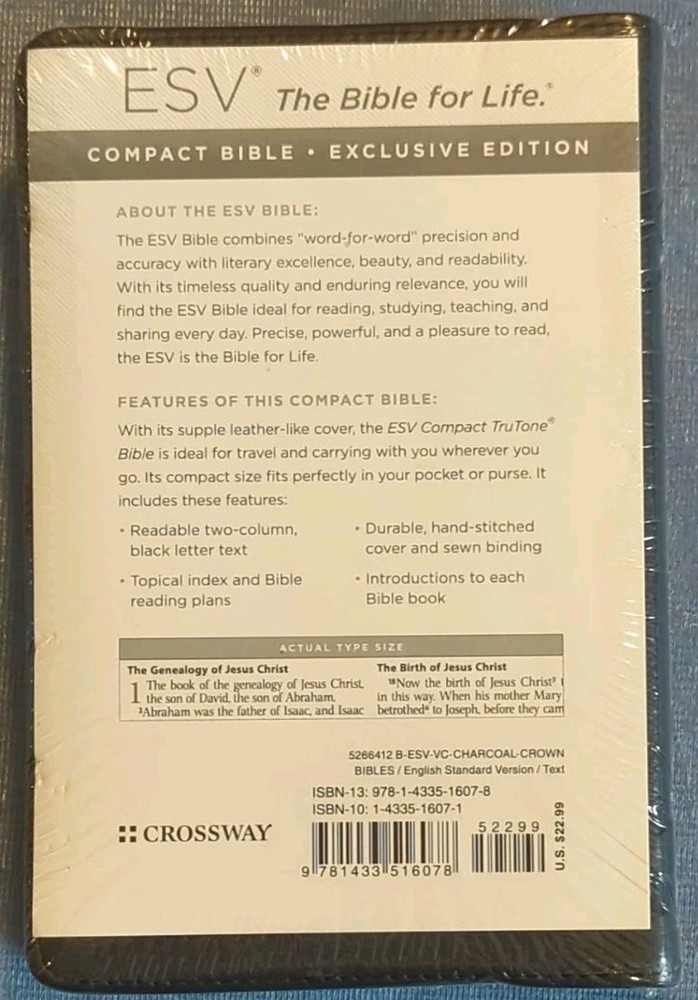 ESV® The Bible for Life.®
COMPACT BIBLE • EXCLUSIVE EDITION
ABOUT THE ESV BIBLE:
The ESV Bible combines "word-for-word" precision and
accuracy with literary excellence, beauty, and readability.
With its timeless quality and enduring relevance, you will
find the ESV Bible ideal for reading, studying, teaching, and
sharing every day. Precise, powerful, and a pleasure to read,
the ESV is the Bible for Life.
FEATURES OF THIS COMPACT BIBLE:
With its supple leather-like cover, the ESV Compact TruTone®
Bible is ideal for travel and carrying with you wherever you
go. Its compact size fits perfectly in your pocket or purse. It
includes these features:
• Readable two-column,
black letter text
• Topical index and Bible
reading plans
• Durable, hand-stitched
cover and sewn binding
• Introductions to each
Bible book
ACTUAL TYPE SIZE
The Genealogy of Jesus Christ
1 The book of the genealogy of Jesus Christ,
the son of David, the son of Abraham.
²Abraham was the father of Isaac, and Isaac
The Birth of Jesus Christ
¹⁸Now the birth of Jesus Christ
in this way. When his mother Mary
betrothed to Joseph, before they cam
5266412 B-ESV-VC-CHARCOAL-CROWN
BIBLES / English Standard Version / Text
ISBN-13: 978-1-4335-1607-8
ISBN-10: 1-4335-1607-1
CROSSWAY
52299
9 781433 516078
U.S. $22.99